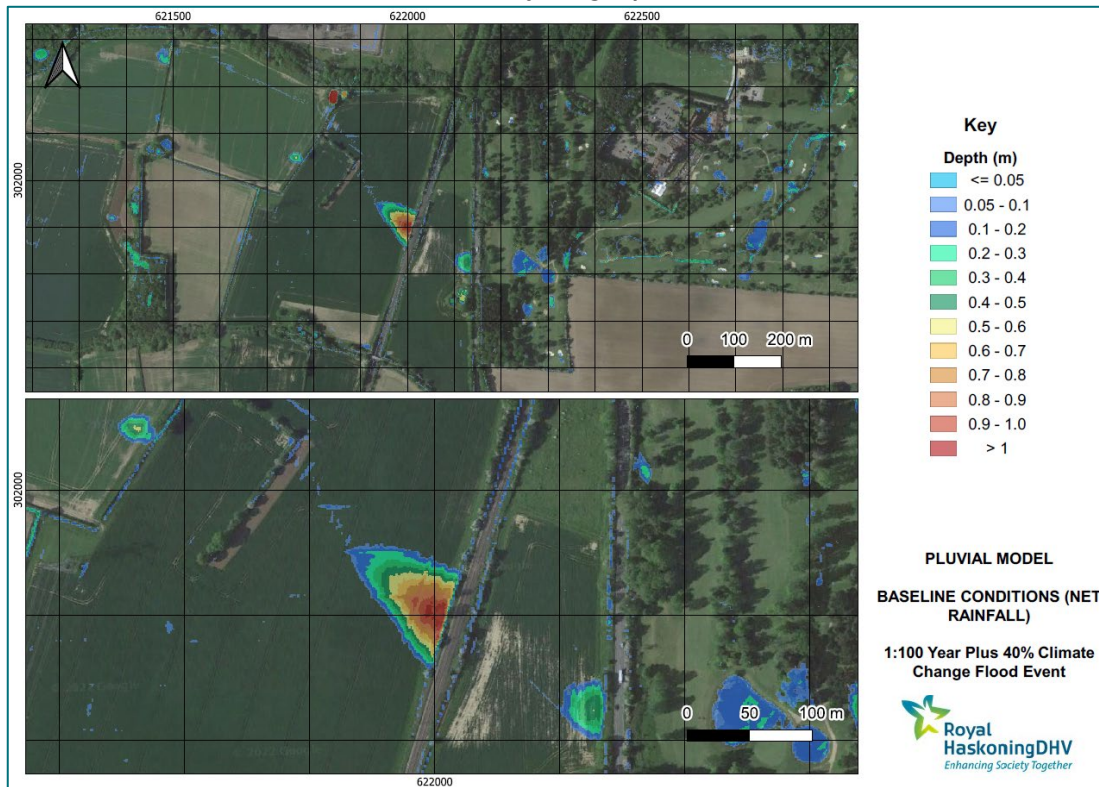 621500
622000
622500
302000
0 100 200 m
302000
0 50 100 m
622000
Key
Depth (m)
<= 0.05
0.05 - 0.1
0.1 - 0.2
0.2 - 0.3
0.3 - 0.4
0.4 - 0.5
0.5 - 0.6
0.6 - 0.7
0.7 - 0.8
0.8 - 0.9
0.9 - 1.0
> 1
PLUVIAL MODEL
BASELINE CONDITIONS (NET
RAINFALL)
1:100 Year Plus 40% Climate
Change Flood Event
Royal
HaskoningDHV
Enhancing Society Together